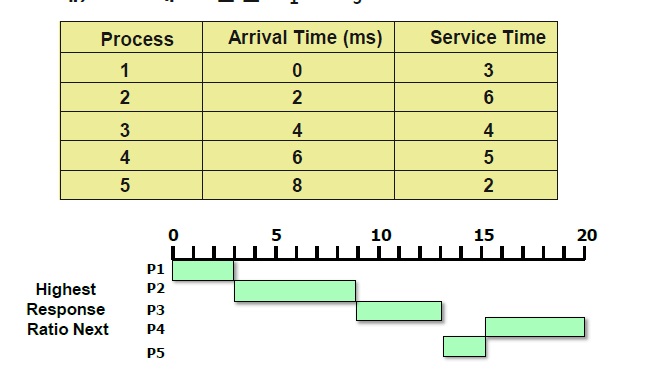 Process Arrival Time (ms) Service Time
1 0 3
2 2 6
3 4 4
4 6 5
5 8 2
0 5 10 15 20
P1
Highest P2
Response P3
Ratio Next P4
P5